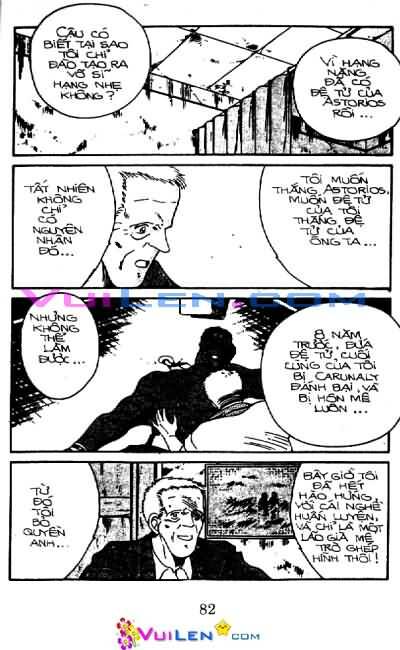 CẬU CÓ
BIẾT TẠI SAO
TÔI CHỈ
ĐÀO TẠO RA
VÕ SĨ
HẠNG NHẸ
KHÔNG?
VÌ HẠNG
NẶNG
ĐÃ CÓ
ĐỆ TỬ CỦA
ASTORIOS
RỒI...
TẤT NHIÊN
KHÔNG
CHỈ
CÓ
NGUYÊN
NHÂN
ĐÓ...
TÔI MUỐN
THẮNG ASTORIOS,
MUỐN ĐỆ TỬ
CỦA TÔI
THẮNG ĐỆ
TỬ CỦA
ÔNG TA...
NHƯNG
KHÔNG
THỂ
LÀM
ĐƯỢC...
8 NĂM
TRƯỚC, ĐỨA
ĐỆ TỬ CUỐI
CÙNG CỦA TÔI
BỊ CARUNALY
ĐÁNH BẠI, VÀ
BỊ HÔN MÊ
LUÔN...
VUILEN.COM
TỪ
ĐÓ
TÔI
BỎ
QUYỀN
ANH...
BÂY GIỜ TÔI
ĐÃ HẾT
HÀO HỨNG,
VỚI CÁI NGHỀ
HUẤN LUYỆN,
VÀ CHỈ LÀ MỘT
LÃO GIÀ MÊ
TRÒ GHÉP
HÌNH THÔI!
82
VUILEN.COM